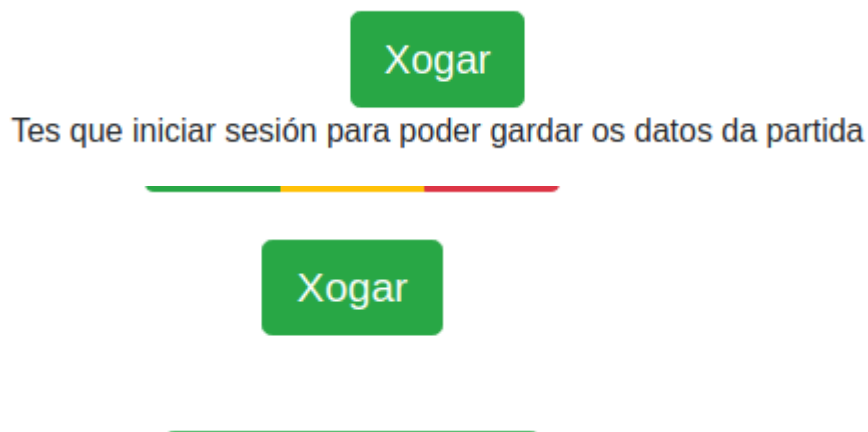 Xogar
Tes que iniciar sesión para poder gardar os datos da partida
Xogar